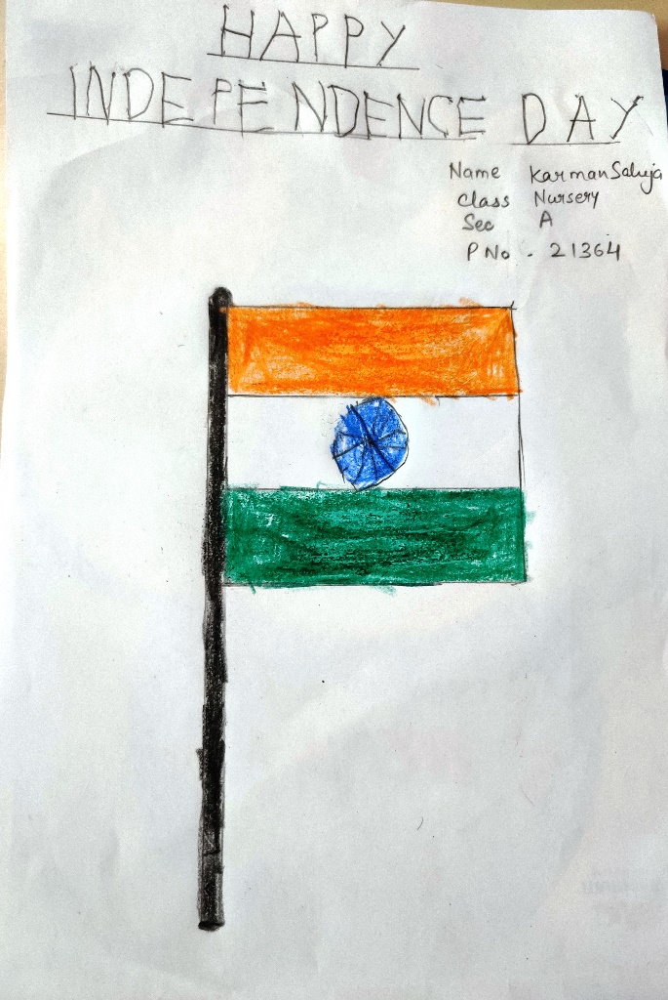 HAPPY
INDEPENDENCE DAY
Name Karman Saluja
Class Nursery
Sec A
P No. 21364